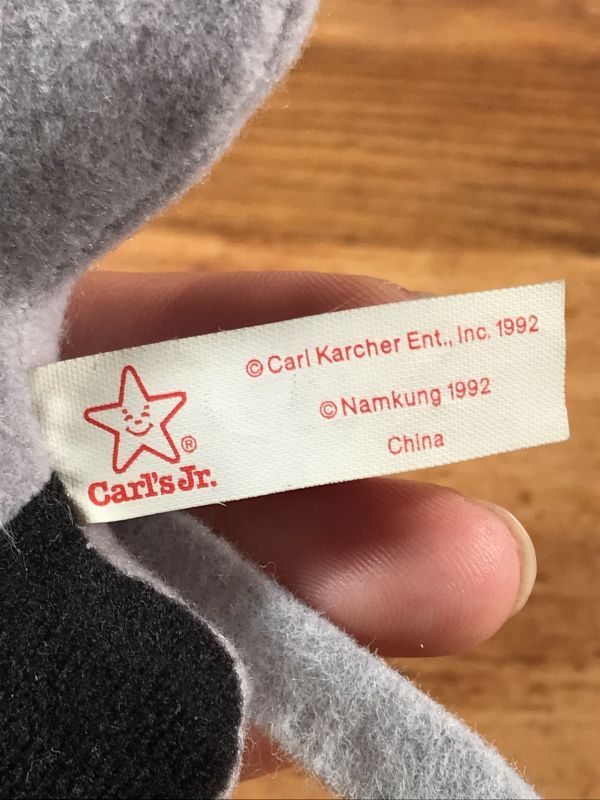 ©Carl Karcher Ent., Inc. 1992
©Namkung 1992
China
®
Carl's Jr.